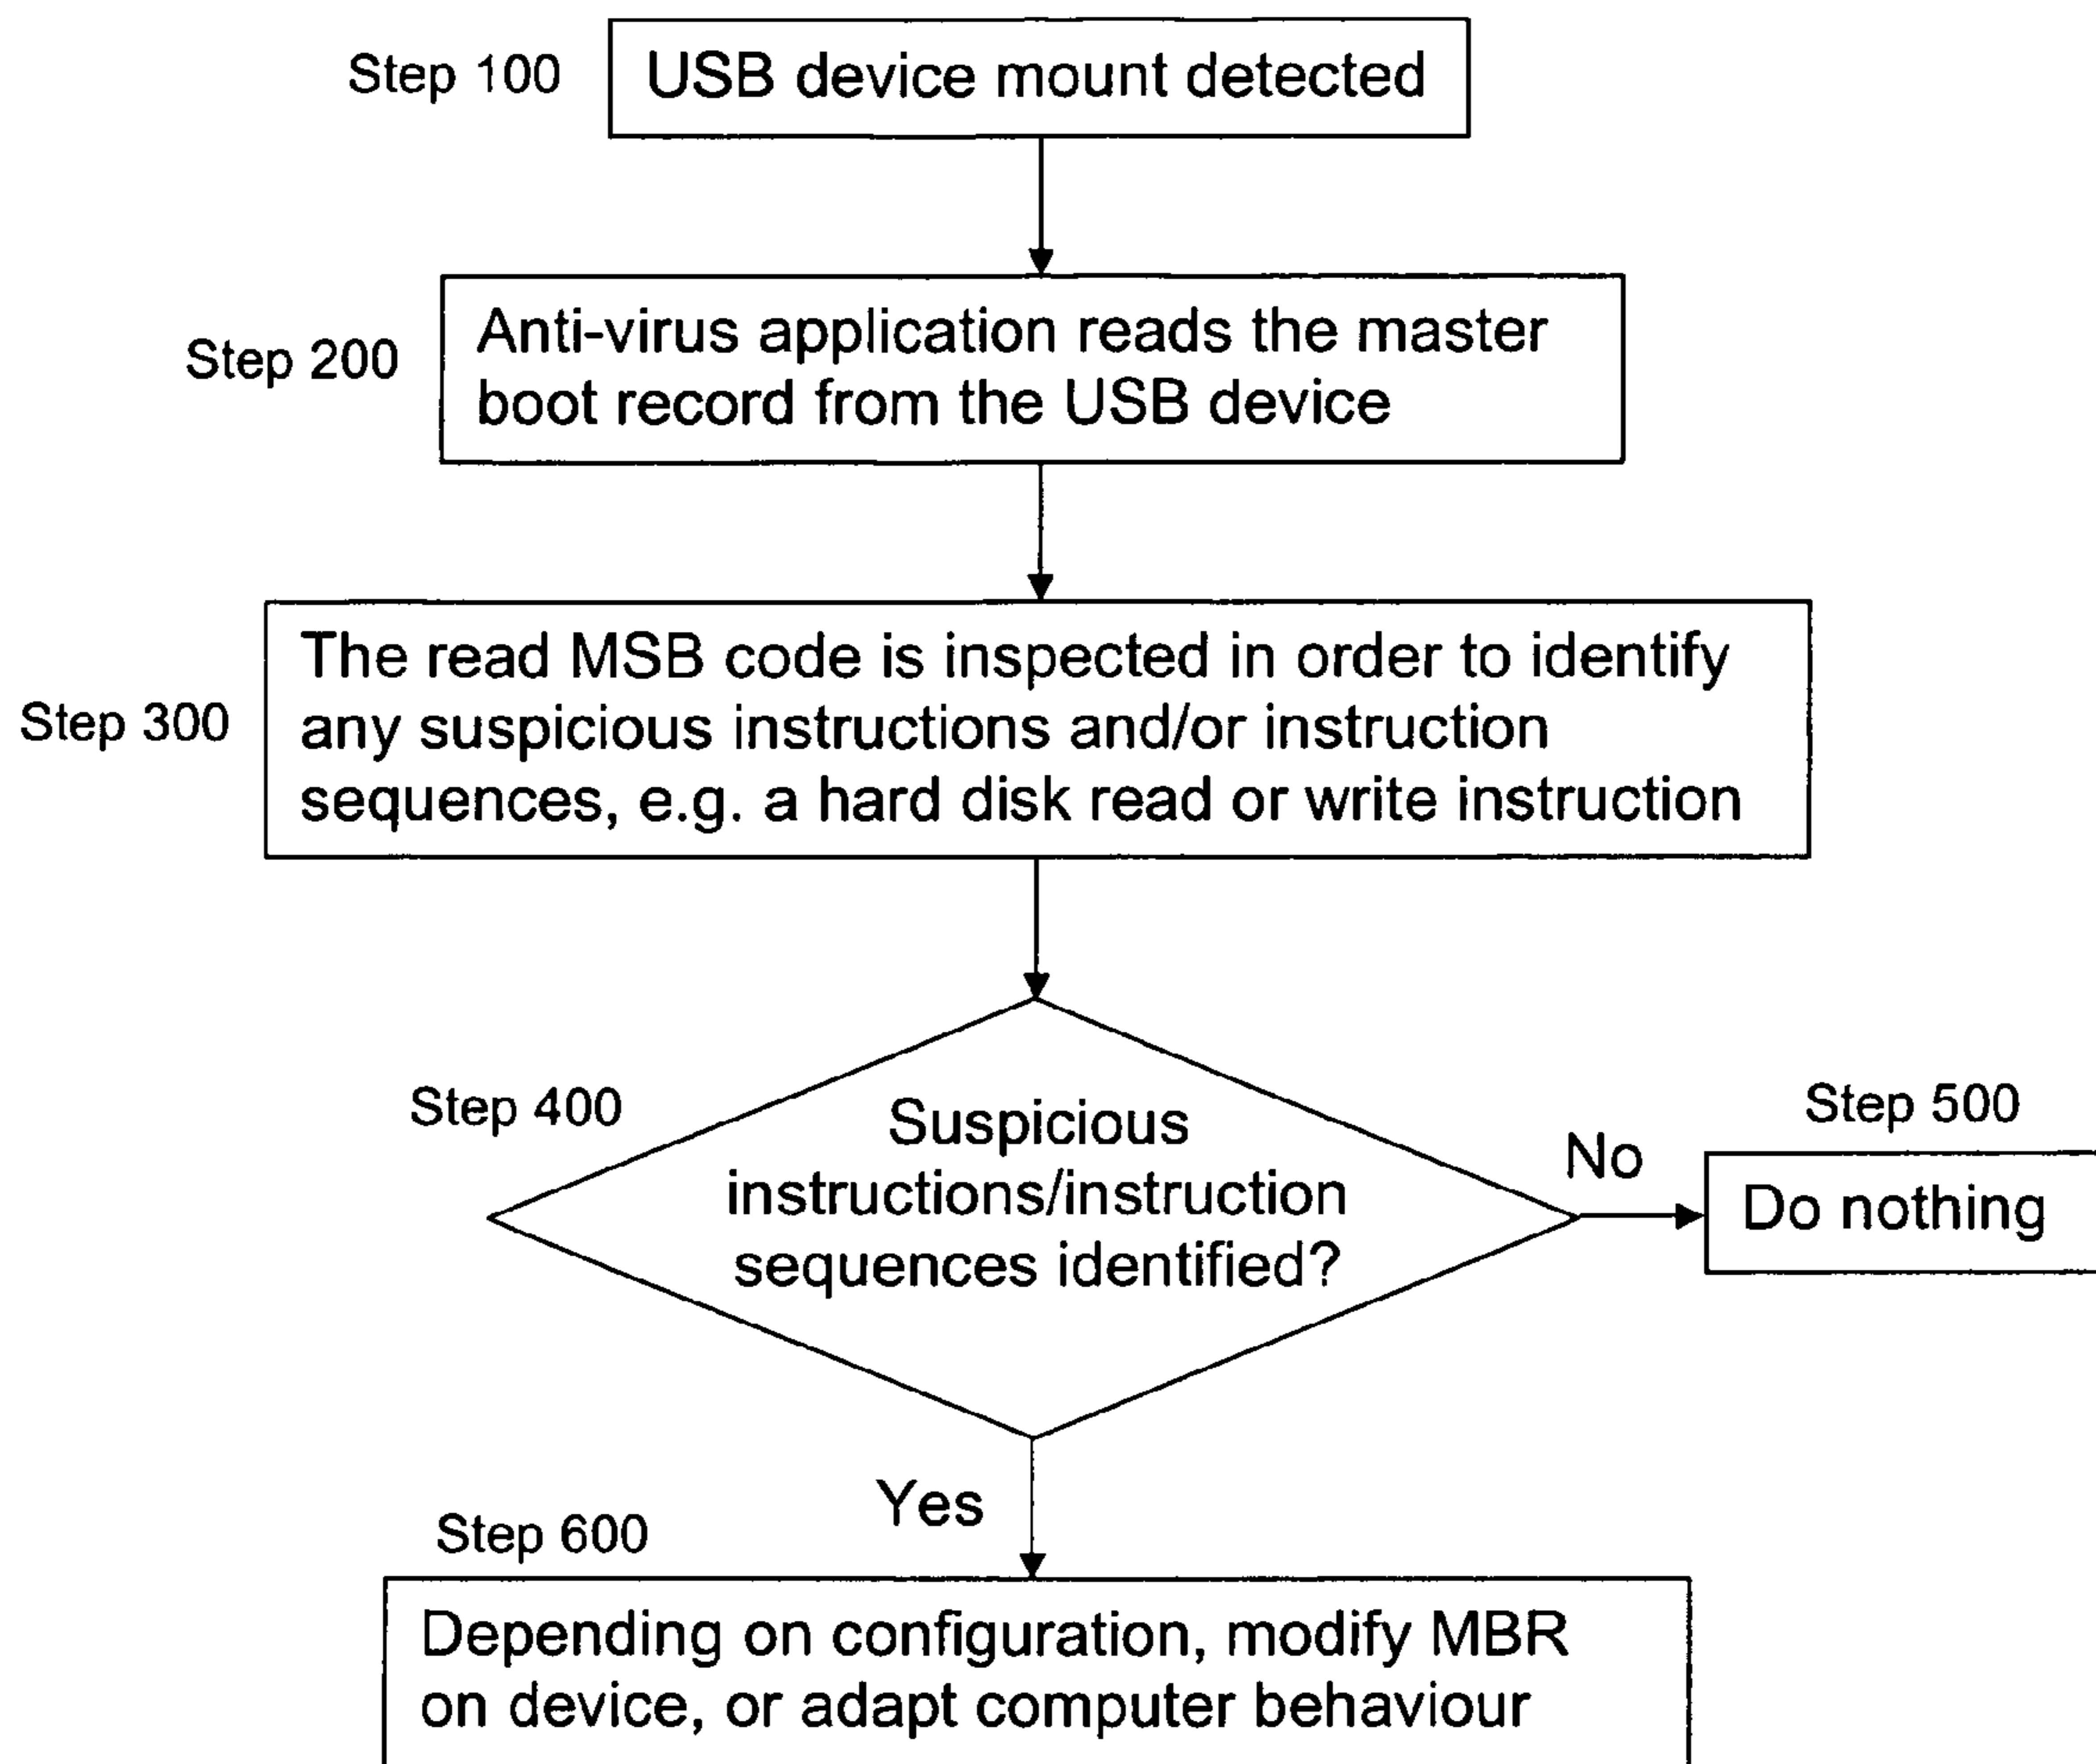 Step 100
USB device mount detected
Step 200
Anti-virus application reads the master
boot record from the USB device
Step 300
The read MSB code is inspected in order to identify
any suspicious instructions and/or instruction
sequences, e.g. a hard disk read or write instruction
Step 400
Suspicious
instructions/instruction
sequences identified?
No
Step 500
Do nothing
Yes
Step 600
Depending on configuration, modify MBR
on device, or adapt computer behaviour